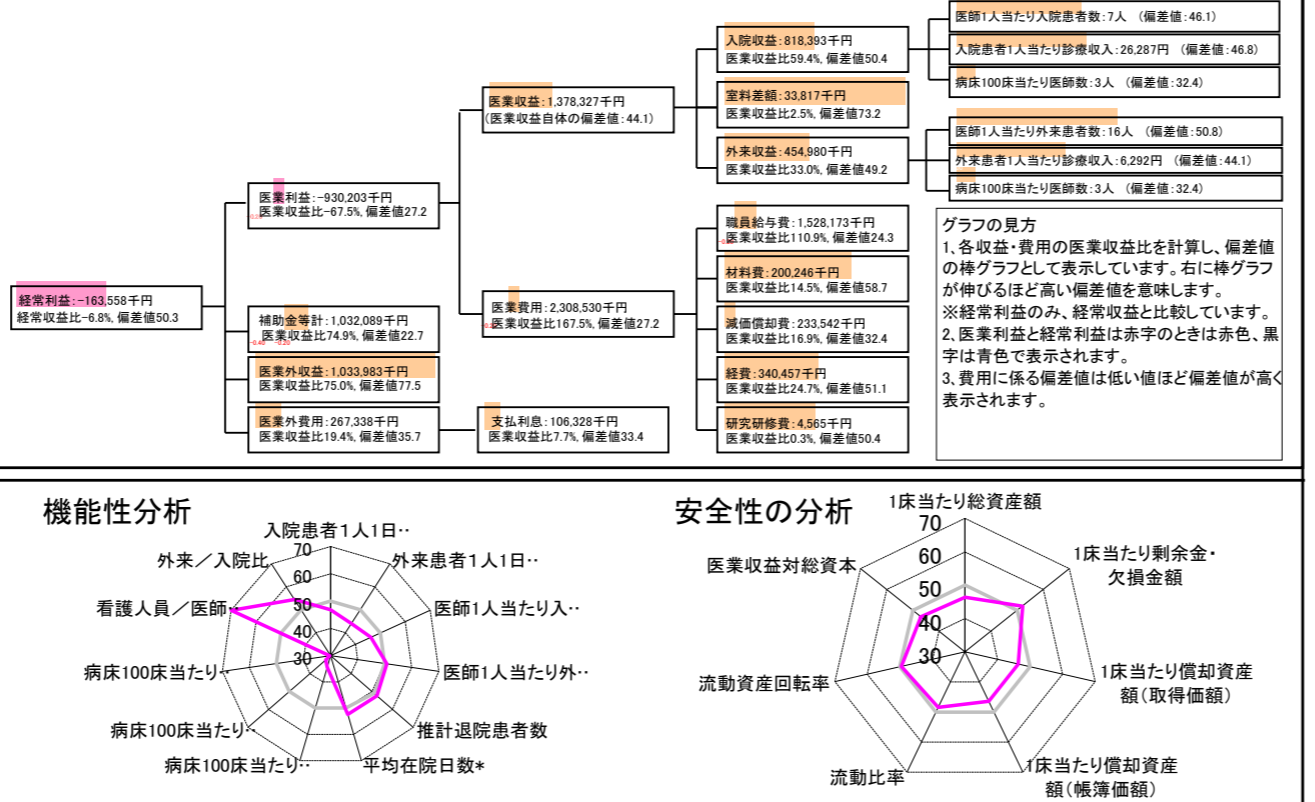 経常利益:-163,558千円
経常収比-6.8%, 偏差値50.3
医業利益:-930,203千円
医業収益比-67.5%, 偏差値27.2
補助金等計:1,032,089千円
医業収益比74.9%, 偏差値22.7
-0.40 -0.20
医業外収益:1,033,983千円
医業収益比75.0%, 偏差値77.5
医業外費用:267,338千円
医業収益比19.4%, 偏差値35.7
医業収益:1,378,327千円
(医業収益自体の偏差値:44.1)
医業費用:2,308,530千円
医業収益比167.5%, 偏差値27.2
支払利息:106,328千円
医業収益比7.7%, 偏差値33.4
入院収益:818,393千円
医業収益比59.4%, 偏差値50.4
室料差額:33,817千円
医業収益比2.5%, 偏差値73.2
外来収益:454,980千円
医業収益比33.0%, 偏差値49.2
職員給与費:1,528,173千円
医業収益比110.9%, 偏差値24.3
材料費:200,246千円
医業収益比14.5%, 偏差値58.7
減価償却費:233,542千円
医業収益比16.9%, 偏差値32.4
経費:340,457千円
医業収益比24.7%, 偏差値51.1
研究研修費:4,565千円
医業収益比0.3%, 偏差値50.4
医師1人当たり入院患者数:7人 (偏差値:46.1)
入院患者1人当たり診療収入:26,287円 (偏差値:46.8)
病床100床当たり医師数:3人 (偏差値:32.4)
医師1人当たり外来患者数:16人 (偏差値:50.8)
外来患者1人当たり診療収入:6,292円 (偏差値:44.1)
病床100床当たり医師数:3人 (偏差値:32.4)
グラフの見方
1、各収益・費用の医業収益比を計算し、偏差値
の棒グラフとして表示しています。右に棒グラフ
が伸びるほど高い偏差値を意味します。
※経常利益のみ、経常収益と比較しています。
2、医業利益と経常利益は赤字のときは赤色、黒
字は青色で表示されます。
3、費用に係る偏差値は低い値ほど偏差値が高く
表示されます。
機能性分析
入院患者1人1日‥
外来患者1人1日‥
医師1人当たり入‥
医師1人当たり外‥
推計退院患者数
平均在院日数*
病床100床当たり‥
病床100床当たり‥
病床100床当たり‥
看護人員/医師‥
外来/入院比
70
60
50
40
30
安全性の分析
1床当たり総資産額
1床当たり剰余金・
欠損金額
1床当たり償却資産
額(取得価額)
1床当たり償却資産
額(帳簿価額)
流動比率
流動資産回転率
医業収益対総資本
70
60
50
40
30